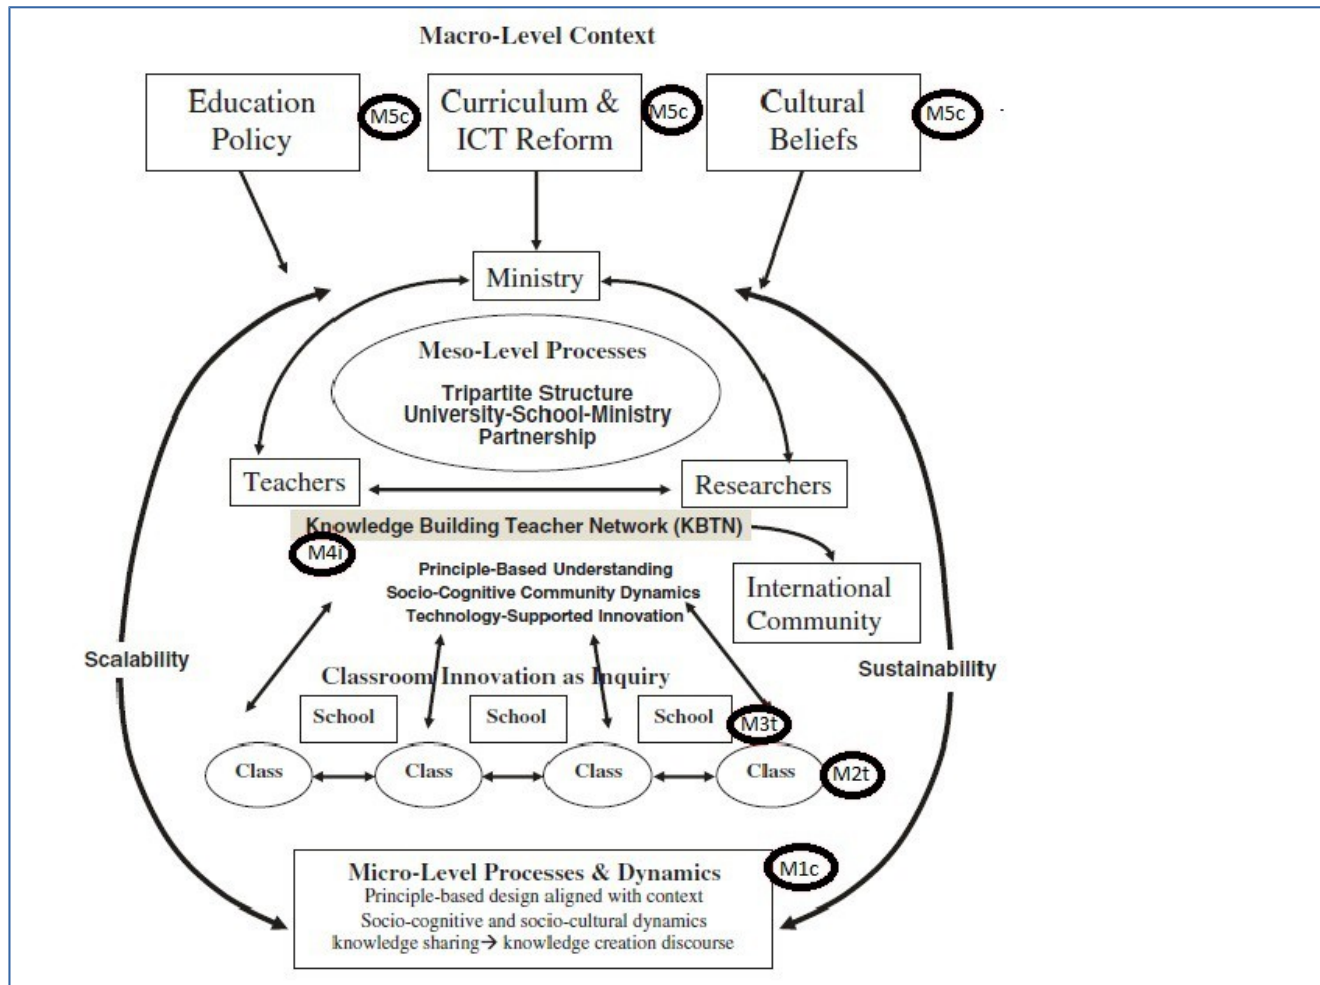 Macro-Level Context
Education
Policy
M5c
Curriculum &
ICT Reform
M5c
Cultural
Beliefs
M5c
Ministry
Meso-Level Processes
Tripartite Structure
University-School-Ministry
Partnership
Teachers
Researchers
Knowledge Building Teacher Network (KBTN)
M4i
Principle-Based Understanding
Socio-Cognitive Community Dynamics
Technology-Supported Innovation
International
Community
Scalability
Sustainability
Classroom Innovation as Inquiry
School
School
School
M3t
Class
Class
Class
Class
M2t
M1c
Micro-Level Processes & Dynamics
Principle-based design aligned with context
Socio-cognitive and socio-cultural dynamics
knowledge sharing→ knowledge creation discourse